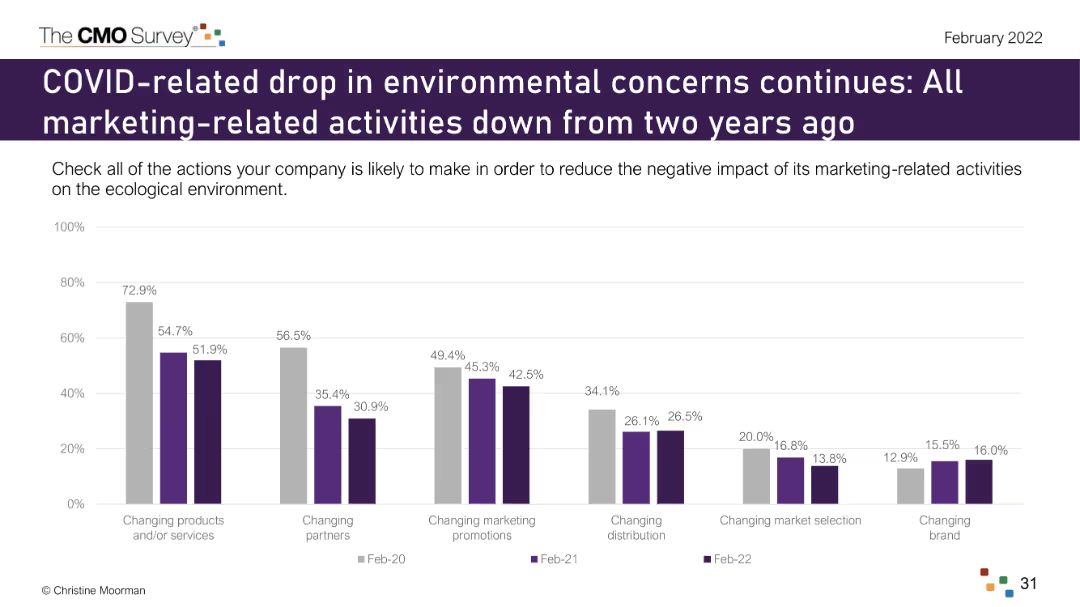 The CMO Survey®
February 2022
COVID-related drop in environmental concerns continues: All
marketing-related activities down from two years ago
Check all of the actions your company is likely to make in order to reduce the negative impact of its marketing-related activities
on the ecological environment.
100%
80%
60%
40%
20%
0%
72.9%
54.7%
51.9%
56.5%
35.4%
30.9%
49.4%
45.3%
42.5%
34.1%
26.1%
26.5%
20.0%
16.8%
13.8%
12.9%
15.5%
16.0%
Changing products
and/or services
Changing
partners
Changing marketing
promotions
Changing
distribution
Changing market selection
Changing
brand
Feb-20
Feb-21
Feb-22
© Christine Moorman
31